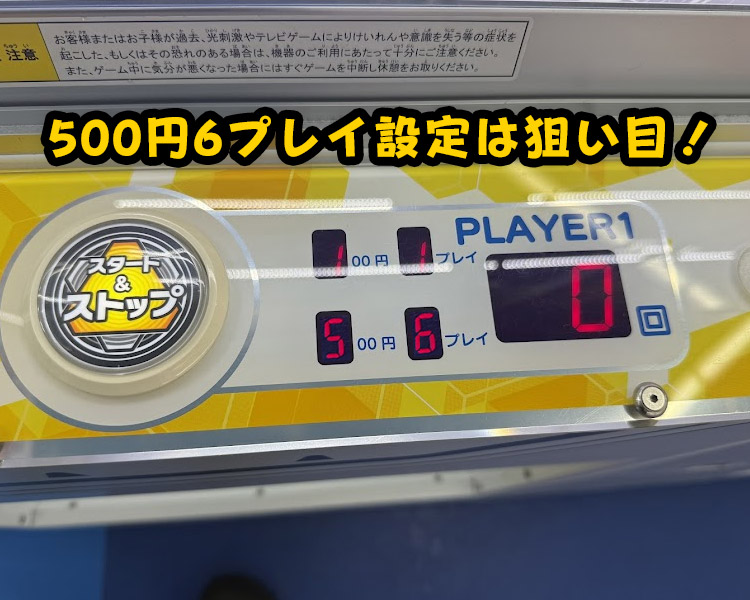 注意
お客様またはお子様が過去、光刺激やテレビゲームによりけいれんや意識を失う等の症状を
起こした、もしくはその恐れのある場合は、機器のご利用にあたって十分にご注意ください。
また、ゲーム中に気分が悪くなった場合にはすぐゲームを中断し休憩をお取りください。
500円6プレイ設定は狙い目！
PLAYER1
スタート
&
ストップ
100円 1プレイ
0回
500円 6プレイ